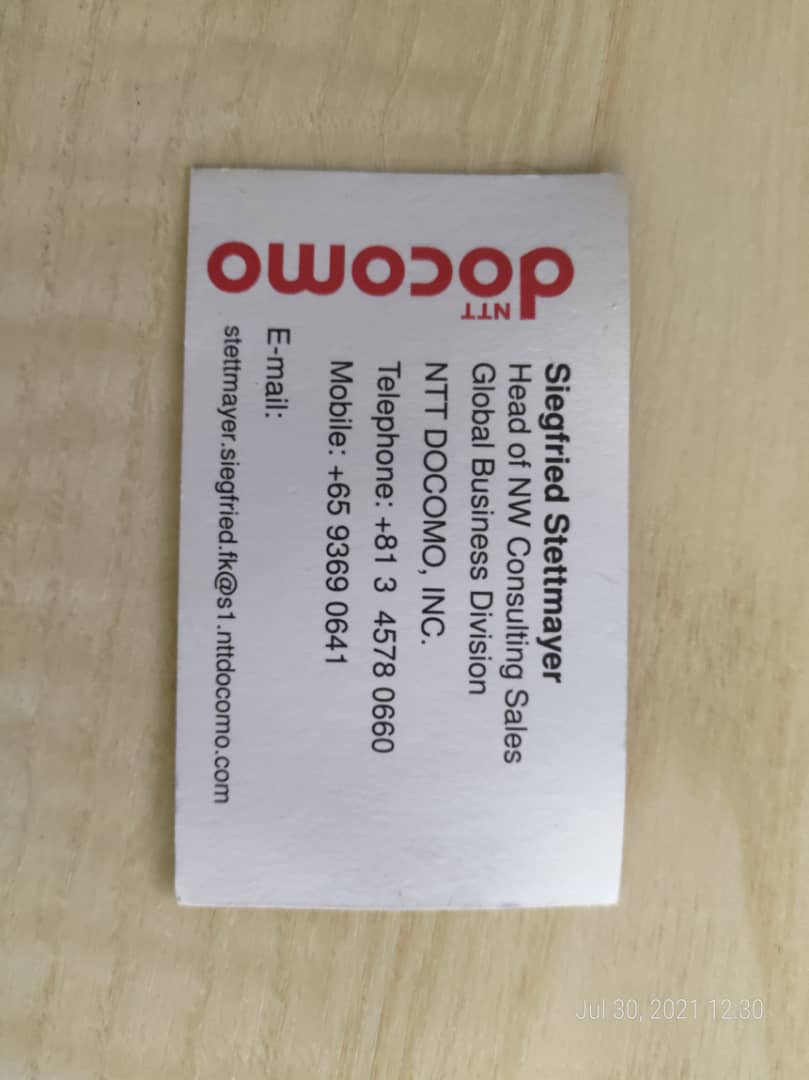 NTT
docomo
Siegfried Stettmayer
Head of NW Consulting Sales
Global Business Division
NTT DOCOMO, INC.
Telephone: +81 3  4578 0660
Mobile: +65 9369 0641
E-mail:
stettmayer.siegfried.fk@s1.nttdocomo.com
Jul 30, 2021 12:30